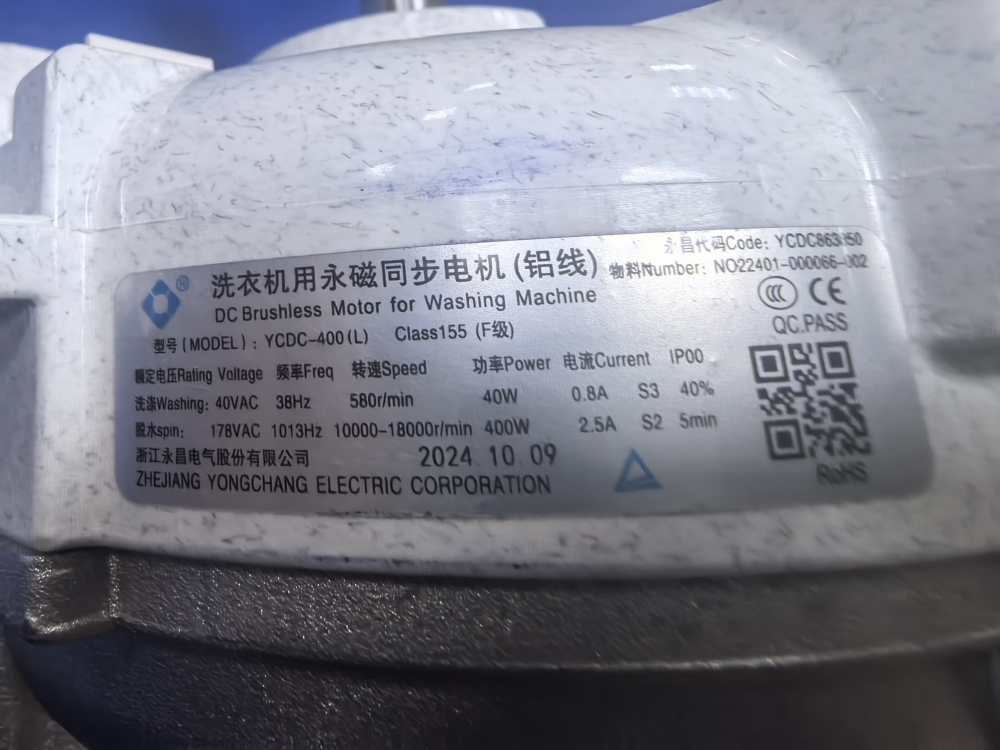 永昌代码Code: YCDC863050
洗衣机用永磁同步电机(铝线)
物料Number: NO22401-000066-002
®
DC Brushless Motor for Washing Machine
CE
QC.PASS
型号(MODEL): YCDC-400(L) Class155 (F级)
额定电压Rating Voltage 频率Freq 转速Speed 功率Power 电流Current IP00
洗涤Washing: 40VAC 38Hz 580r/min 40W 0.8A S3 40%
脱水spin: 178VAC 1013Hz 10000-18000r/min 400W 2.5A S2 5min
浙江永昌电气股份有限公司 2024.10.09
ZHEJIANG YONGCHANG ELECTRIC CORPORATION
RoHS